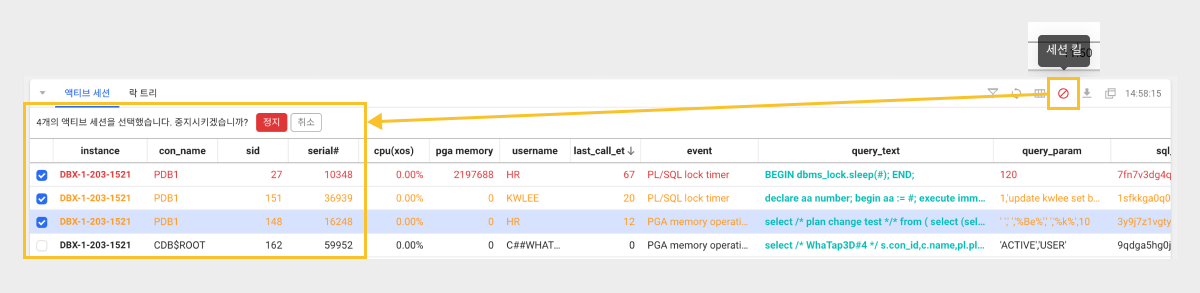 세션 킬
액티브 세션 락 트리 14:58:15
4개의 액티브 세션을 선택했습니다. 중지시키겠습니까? 정지 취소
instance con_name sid serial# cpu(xos) pga memory username last_call_et event query_text query_param sql_
DBX-1-203-1521 PDB1 27 10348 0.00% 2197688 HR 67 PL/SQL lock timer BEGIN dbms_lock.sleep(#); END; 120 7fn7v3dg4q
DBX-1-203-1521 PDB1 151 36939 0.00% 0 KWLEE 20 PL/SQL lock timer declare aa number; begin aa := #; execute imm... 1,'update kwlee set b... 1sfkkga0q0
DBX-1-203-1521 PDB1 148 16248 0.00% 0 HR 12 PGA memory operati... select /* plan change test */* from ( select (sel... 3y9j7z1vgty
DBX-1-203-1521 CDB$ROOT 162 59952 0.00% 0 C##WHAT... 0 PGA memory operati... select /* WhaTap3D#4 */ s.con_id,c.name,pl.pl... 'ACTIVE','USER' 9qdga5hg0j